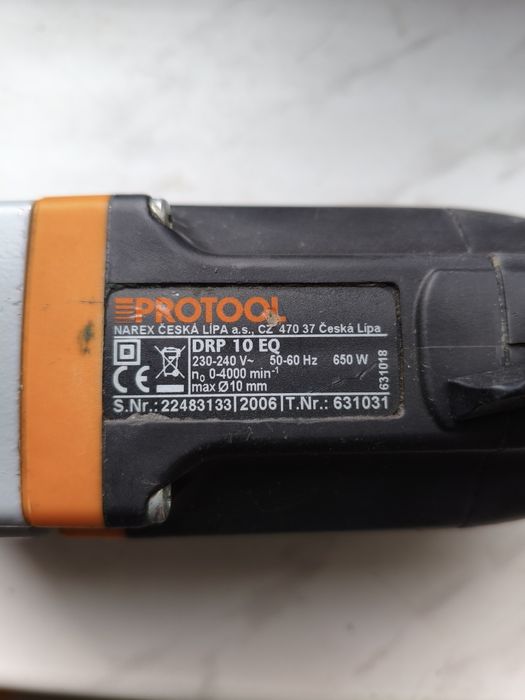 PROTOOL
NAREX ČESKÁ LÍPA a.s., CZ 470 37 Česká Lípa
DRP 10 EQ
230-240 V~ 50-60 Hz 650 W
n₀ 0-4000 min⁻¹
max Ø10 mm
CE
631018
S.Nr.: 22483133|2006|T.Nr.: 631031